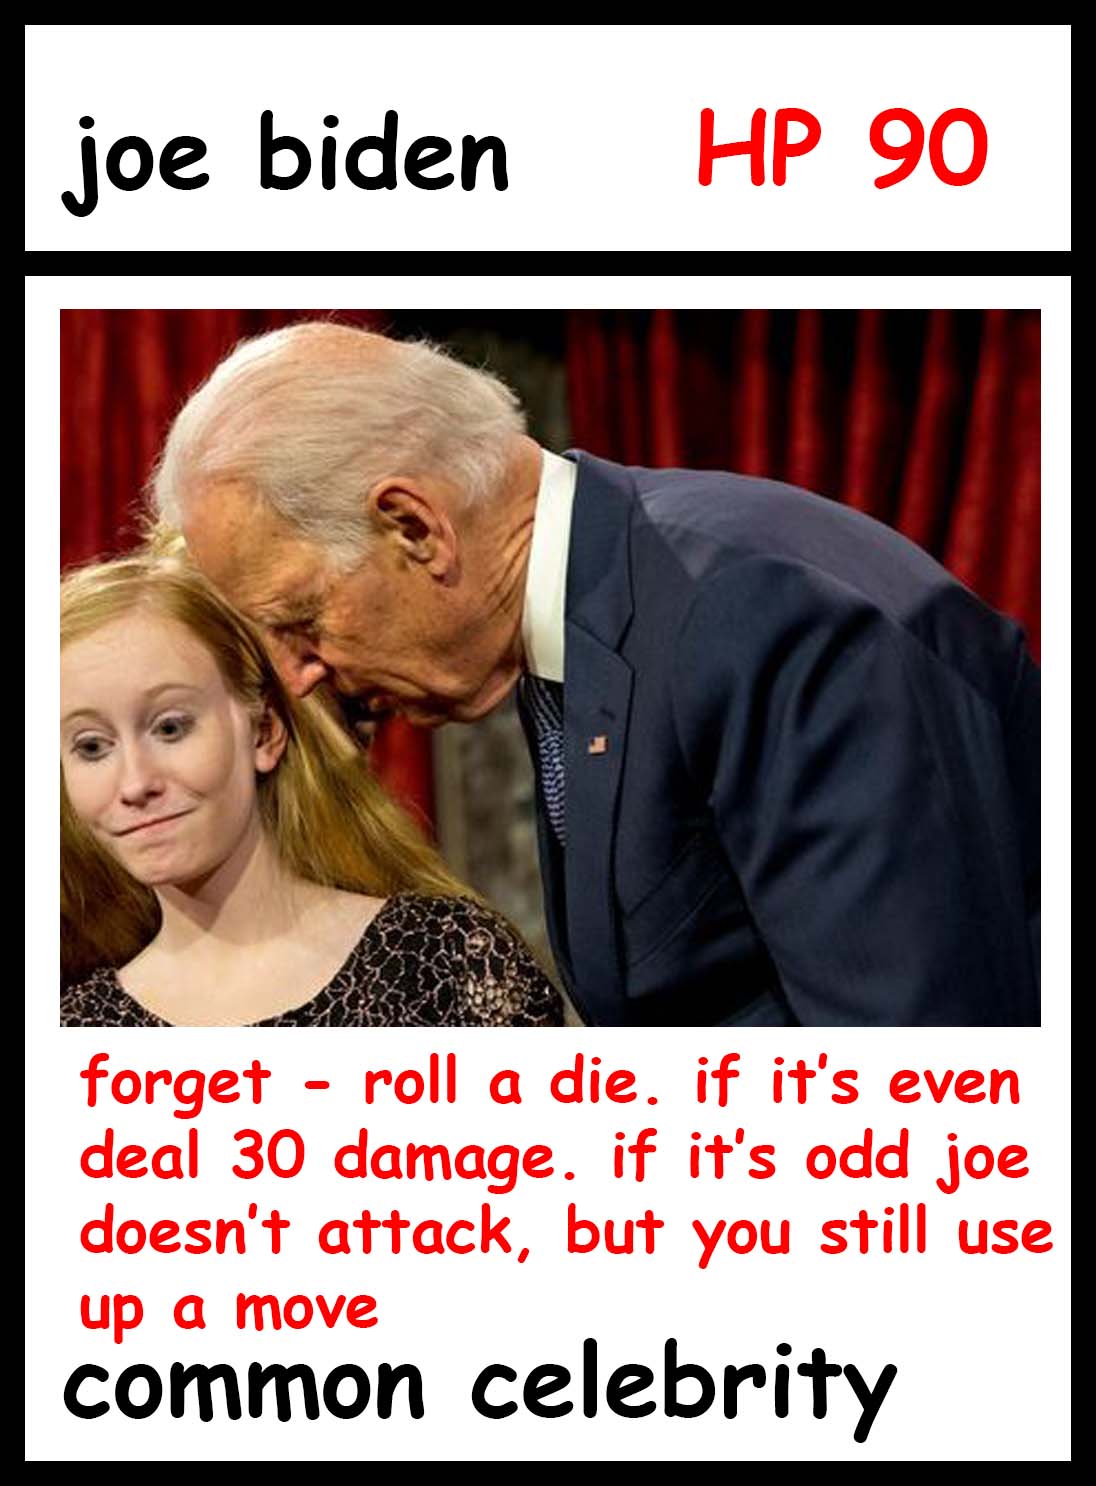 joe biden HP 90
forget - roll a die. if it's even
deal 30 damage. if it's odd joe
doesn't attack, but you still use
up a move
common celebrity